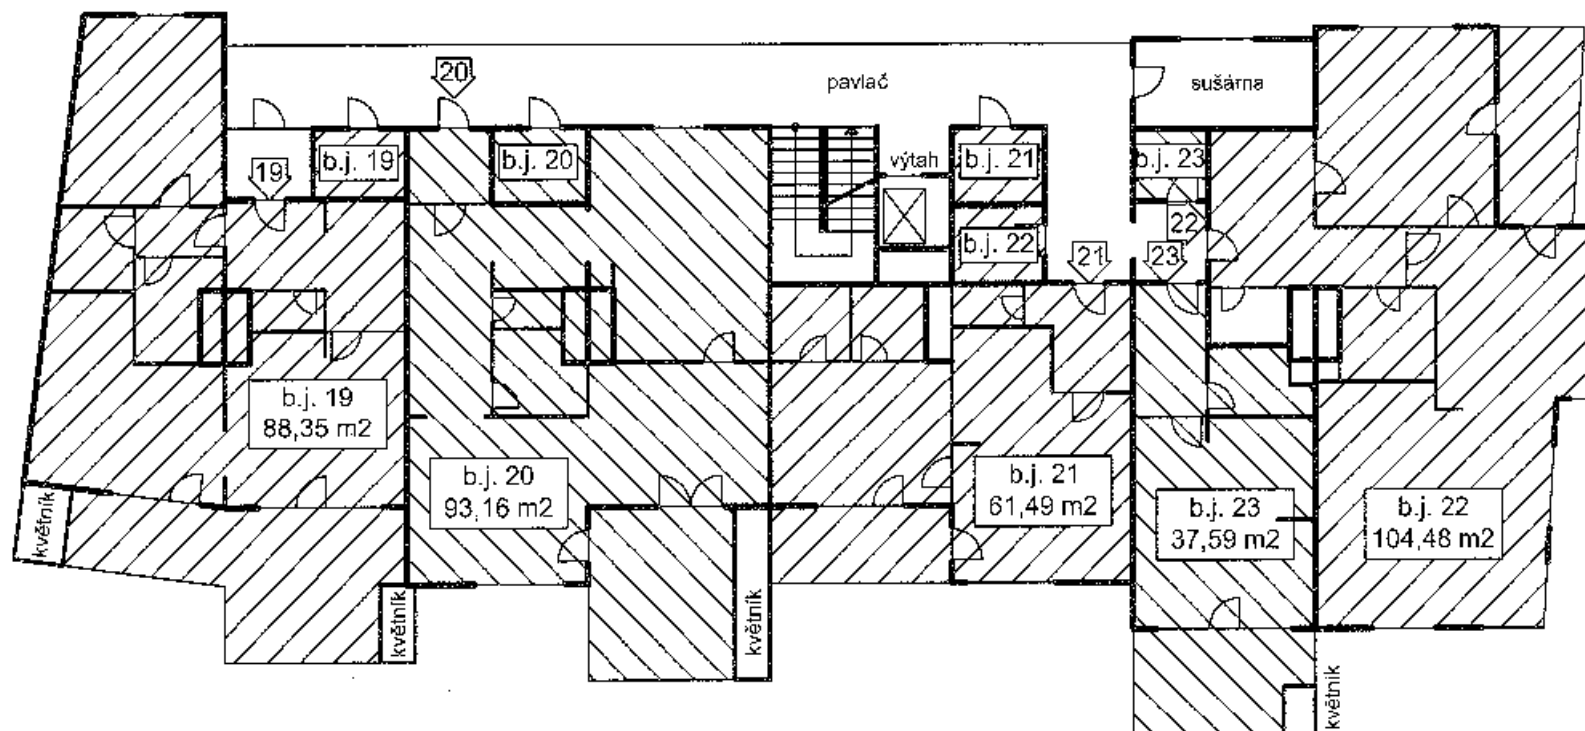 20
pavlač
sušárna
19
b.j. 19
b.j. 20
výtah
b.j. 21
b.j. 23
b.j. 22
22
21
23
b.j. 19
88,35 m2
b.j. 20
93,16 m2
b.j. 21
61,49 m2
b.j. 23
37,59 m2
b.j. 22
104,48 m2
květník
květník
květník
květník